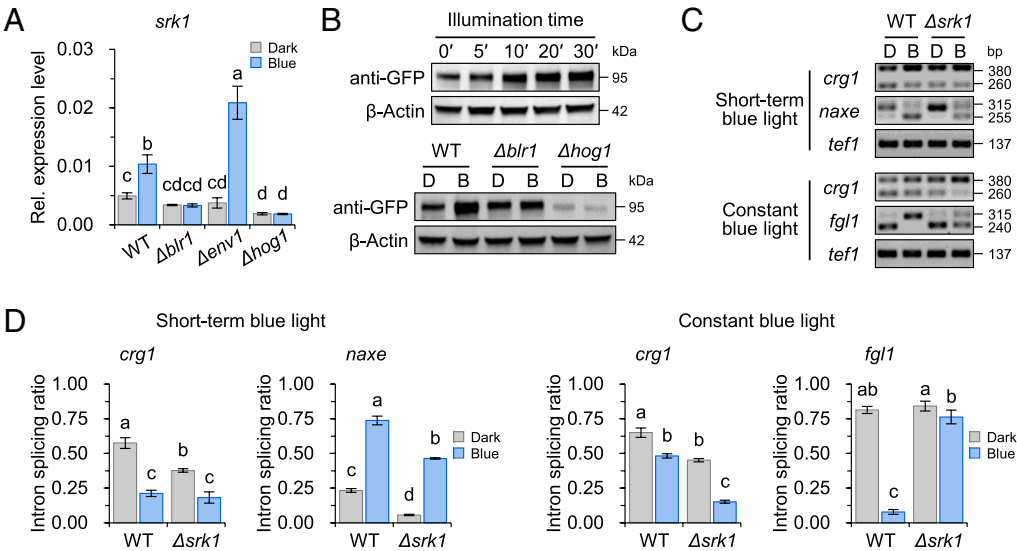 A
srk1
Rel. expression level
0.03
0.02
0.01
0.00
Dark
Blue
c b cd cd cd a d d
WT Δblr1 Δenv1 Δhog1
B
Illumination time
0′ 5′ 10′ 20′ 30′ kDa
anti-GFP 95
β-Actin 42
WT Δblr1 Δhog1
D B D B D B kDa
anti-GFP 95
β-Actin 42
C
WT Δsrk1
D B D B bp
Short-term blue light
crg1 380 260
naxe 315 255
tef1 137
Constant blue light
crg1 380 260
fgl1 315 240
tef1 137
D
Short-term blue light
crg1
Intron splicing ratio
1.00
0.75
0.50
0.25
0.00
a c b c
WT Δsrk1
naxe
Intron splicing ratio
1.00
0.75
0.50
0.25
0.00
c a d b
WT Δsrk1
Dark
Blue
Constant blue light
crg1
Intron splicing ratio
1.00
0.75
0.50
0.25
0.00
a b b c
WT Δsrk1
fgl1
Intron splicing ratio
1.00
0.75
0.50
0.25
0.00
ab c a b
WT Δsrk1
Dark
Blue